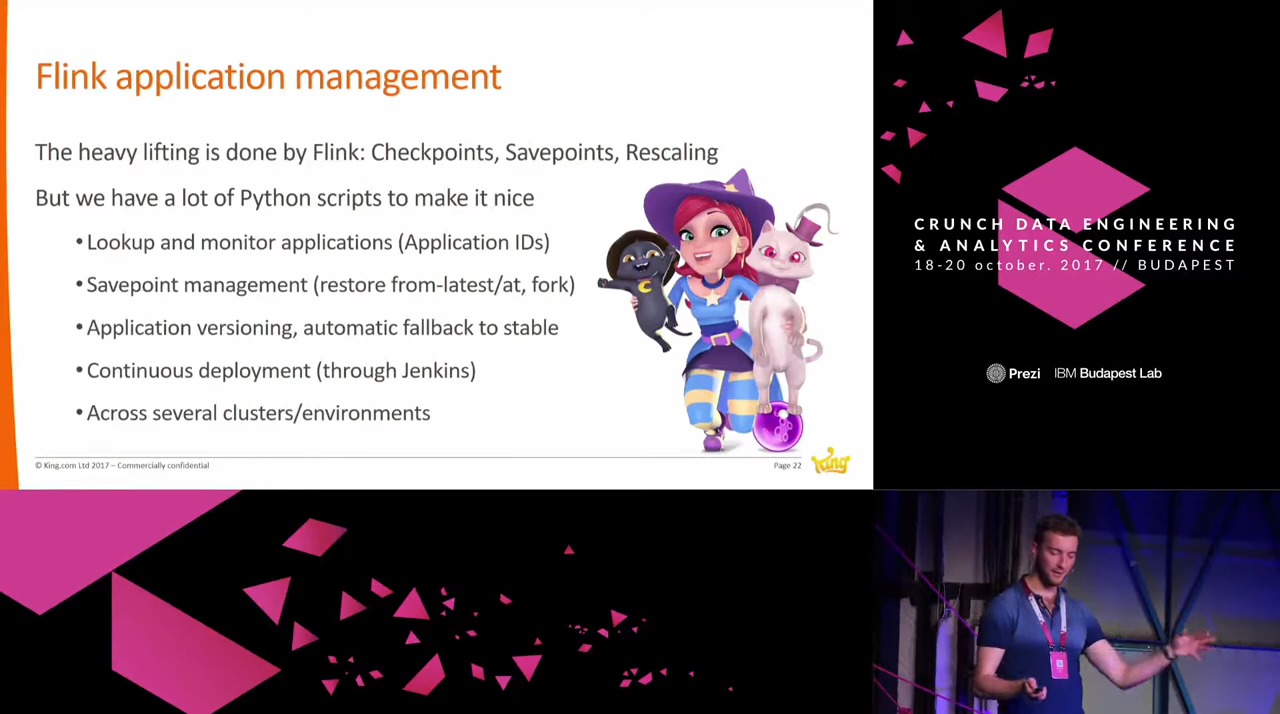 Flink application management
The heavy lifting is done by Flink: Checkpoints, Savepoints, Rescaling
But we have a lot of Python scripts to make it nice
•Lookup and monitor applications (Application IDs)
•Savepoint management (restore from-latest/at, fork)
•Application versioning, automatic fallback to stable
•Continuous deployment (through Jenkins)
•Across several clusters/environments
© King.com Ltd 2017 – Commercially confidential
Page 22
King
CRUNCH DATA ENGINEERING
& ANALYTICS CONFERENCE
18-20 october. 2017 // BUDAPEST
Prezi
IBM Budapest Lab